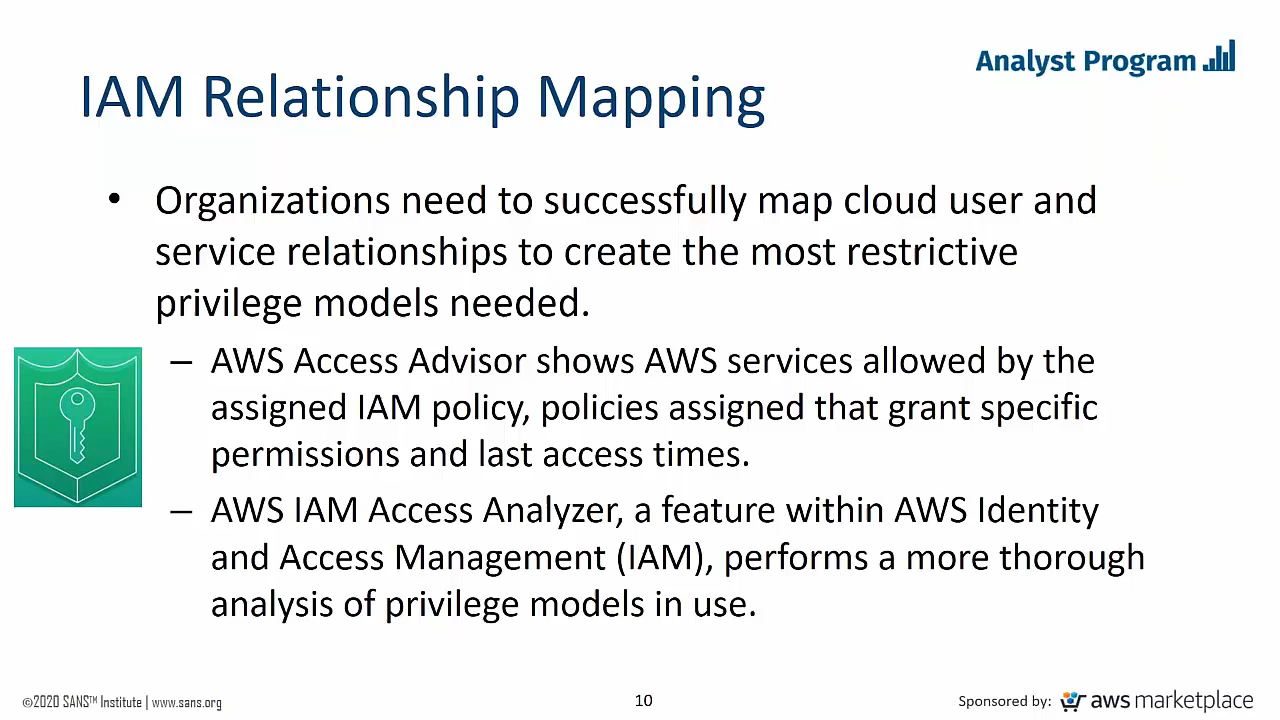 Analyst Program
IAM Relationship Mapping
• Organizations need to successfully map cloud user and
service relationships to create the most restrictive
privilege models needed.
– AWS Access Advisor shows AWS services allowed by the
assigned IAM policy, policies assigned that grant specific
permissions and last access times.
– AWS IAM Access Analyzer, a feature within AWS Identity
and Access Management (IAM), performs a more thorough
analysis of privilege models in use.
©2020 SANS™ Institute | www.sans.org
10
Sponsored by: aws marketplace